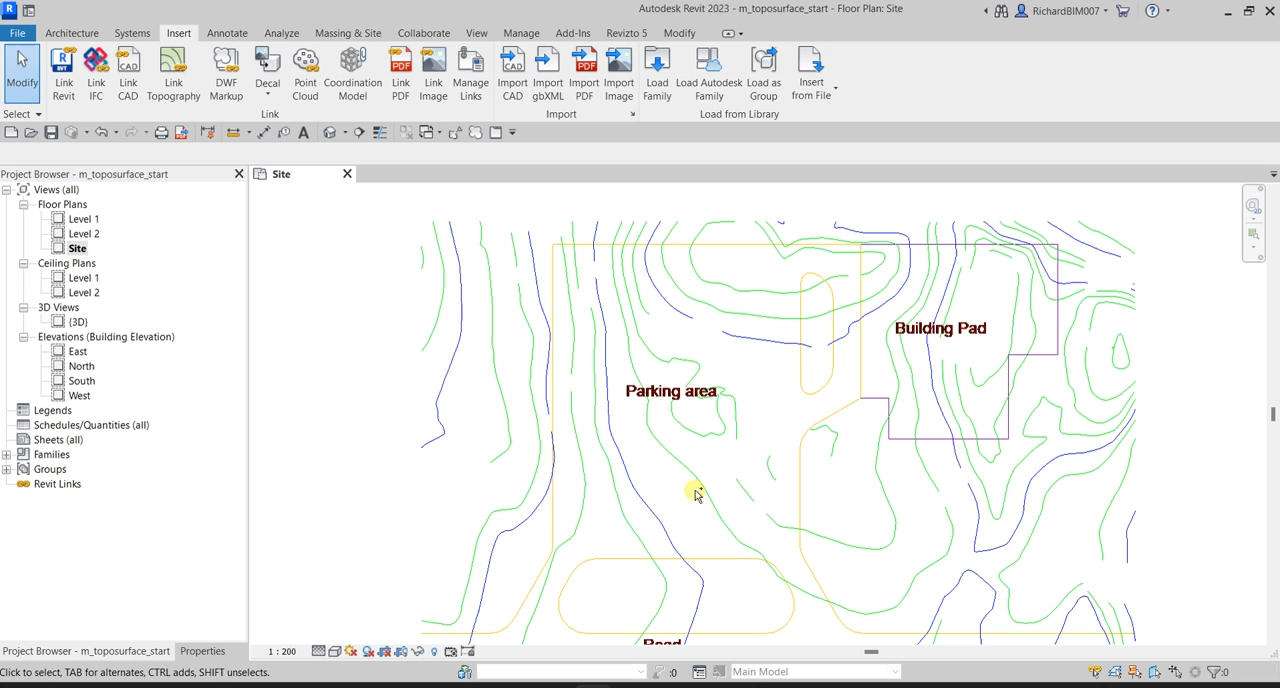 Autodesk Revit 2023 - m_toposurface_start - Floor Plan: Site
RichardBIM007
File Architecture Systems Insert Annotate Analyze Massing & Site Collaborate View Manage Add-Ins Revizto 5 Modify
Modify
Link Revit
Link IFC
Link CAD
Link Topography
DWF Markup
Decal
Point Cloud
Coordination Model
Link PDF
Link Image
Manage Links
Import CAD
Import gbXML
Import PDF
Import Image
Load Family
Load Autodesk Family
Load as Group
Insert from File
Select Link Import Load from Library
Project Browser - m_toposurface_start
Site
Views (all)
Floor Plans
Level 1
Level 2
Site
Ceiling Plans
Level 1
Level 2
3D Views
{3D}
Elevations (Building Elevation)
East
North
South
West
Legends
Schedules/Quantities (all)
Sheets (all)
Families
Groups
Revit Links
Building Pad
Parking area
Road
Project Browser - m_toposurface_start Properties
1 : 200
Click to select, TAB for alternates, CTRL adds, SHIFT unselects.
:0
Main Model
:0